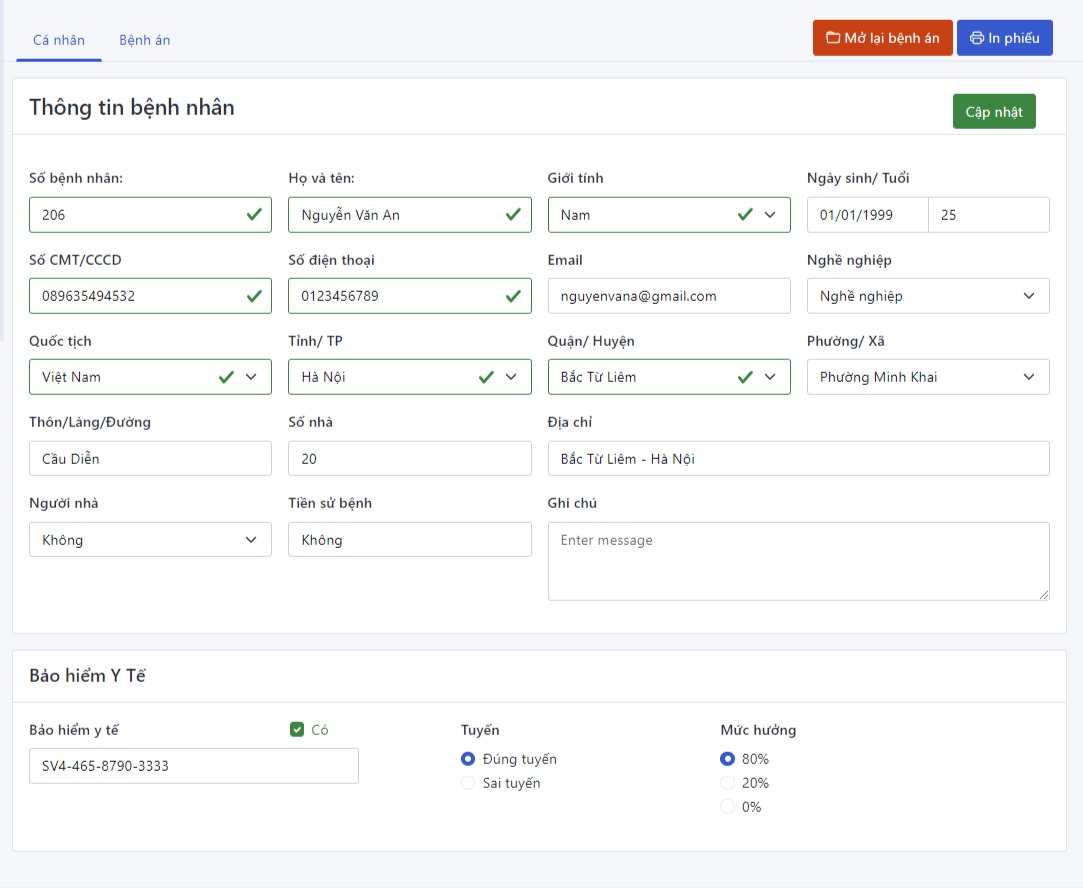 Cá nhân Bệnh án Mở lại bệnh án In phiếu
Thông tin bệnh nhân Cập nhật
Số bệnh nhân: Họ và tên: Giới tính Ngày sinh/ Tuổi
206 Nguyễn Văn An Nam 01/01/1999 25
Số CMT/CCCD Số điện thoại Email Nghề nghiệp
089635494532 0123456789 nguyenvana@gmail.com Nghề nghiệp
Quốc tịch Tỉnh/ TP Quận/ Huyện Phường/ Xã
Việt Nam Hà Nội Bắc Từ Liêm Phường Minh Khai
Thôn/Làng/Đường Số nhà Địa chỉ
Cầu Diễn 20 Bắc Từ Liêm - Hà Nội
Người nhà Tiền sử bệnh Ghi chú
Không Không Enter message
Bảo hiểm Y Tế
Bảo hiểm y tế Có Tuyến Mức hưởng
SV4-465-8790-3333 Đúng tuyến 80%
Sai tuyến 20%
0%